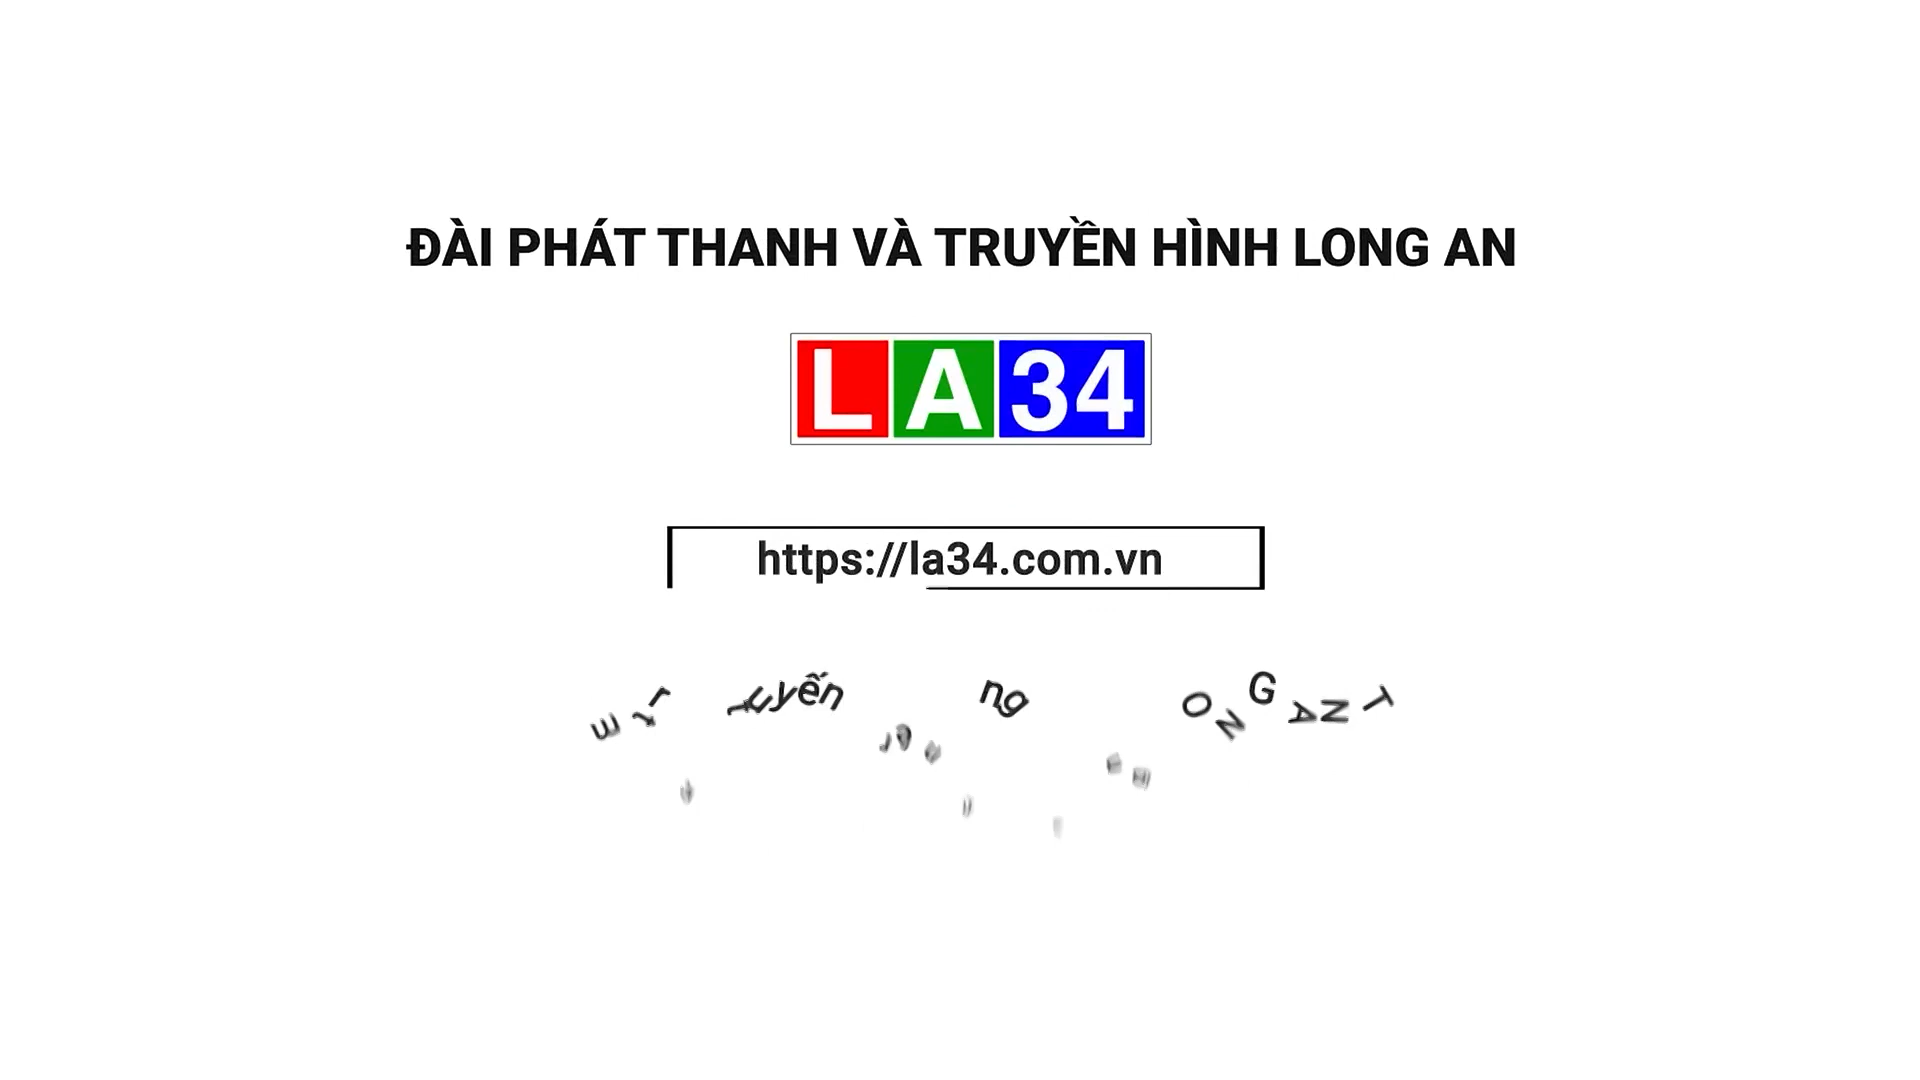 ĐÀI PHÁT THANH VÀ TRUYỀN HÌNH LONG AN
LA34
https://la34.com.vn